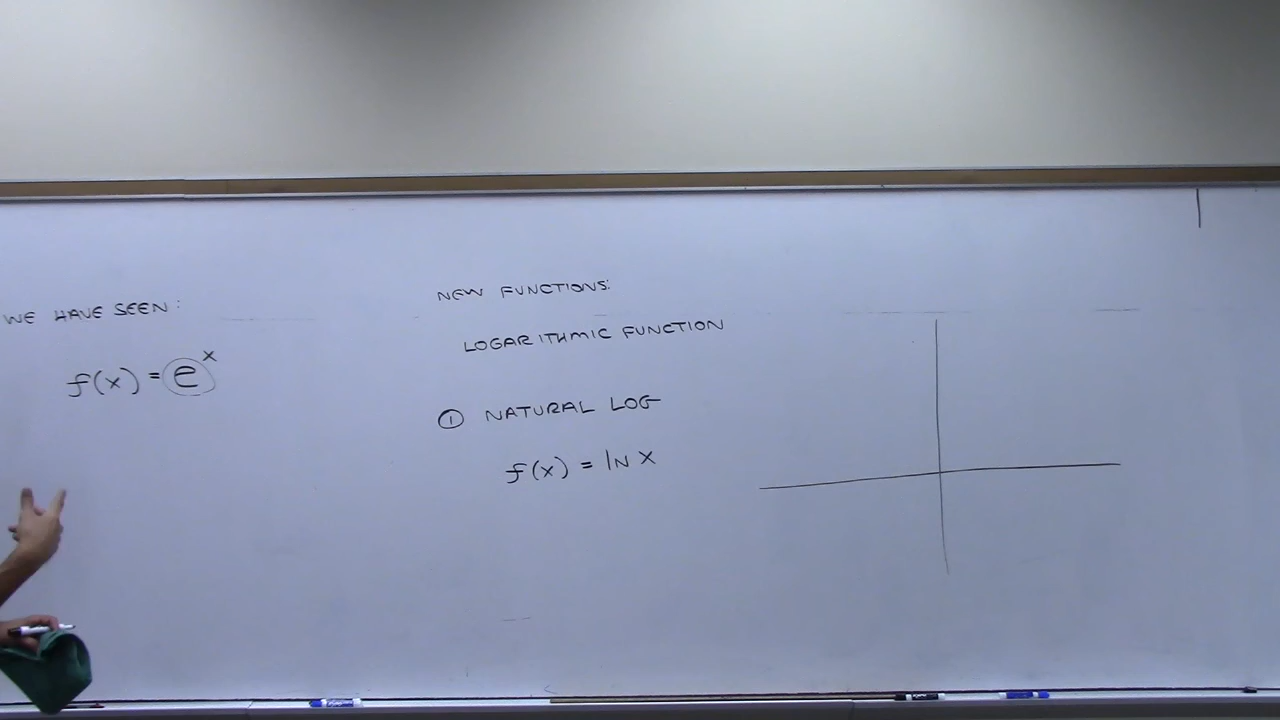 WE HAVE SEEN:
f(x) = e^x
NEW FUNCTIONS:
LOGARITHMIC FUNCTION
① NATURAL LOG
f(x) = ln x